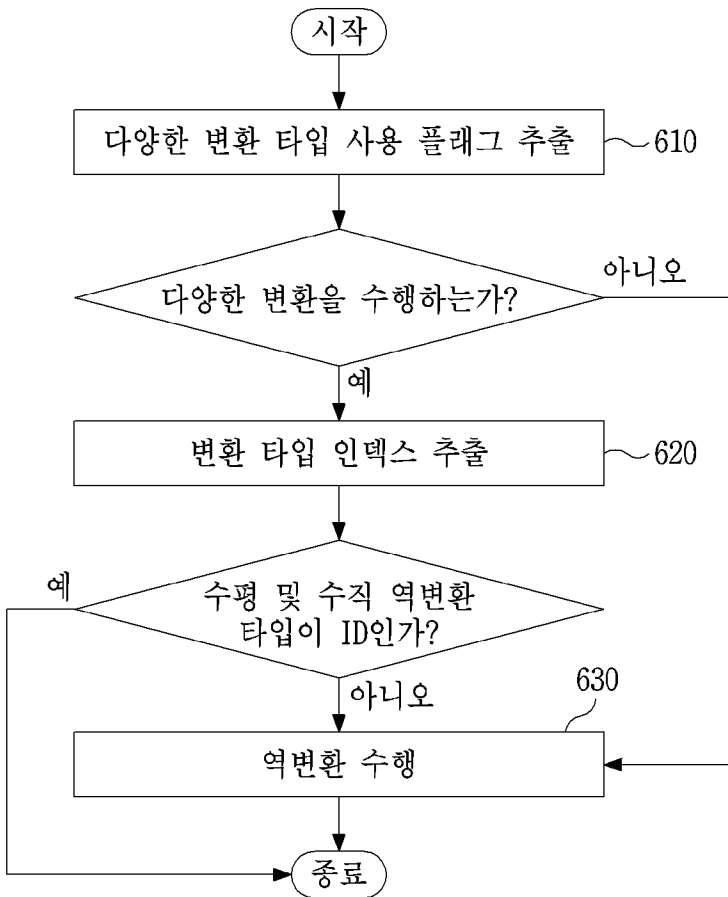 시작
다양한 변환 타입 사용 플래그 추출
610
다양한 변환을 수행하는가?
아니오
예
변환 타입 인덱스 추출
620
예
수평 및 수직 역변환
타입이 ID인가?
아니오
630
역변환 수행
종료